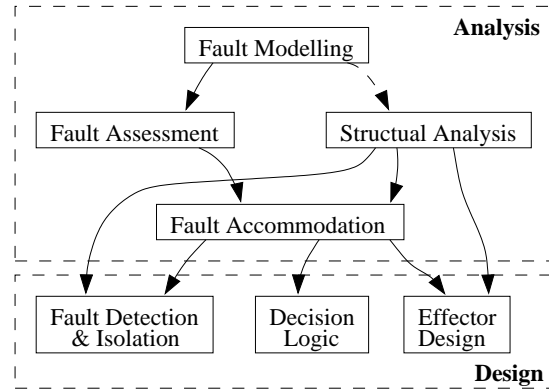 Analysis
Fault Modelling
Fault Assessment
Structual Analysis
Fault Accommodation
Fault Detection
& Isolation
Decision
Logic
Effector
Design
Design